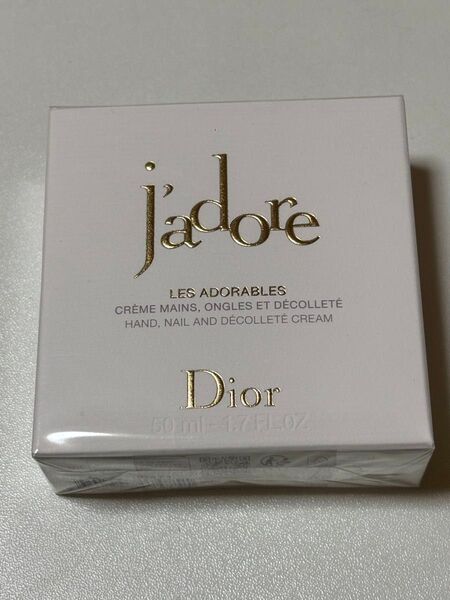 j'adore
LES ADORABLES
CRÈME MAINS, ONGLES ET DÉCOLLETÉ
HAND, NAIL AND DÉCOLLETÉ CREAM
Dior
50 ml - 1.7 FL.OZ